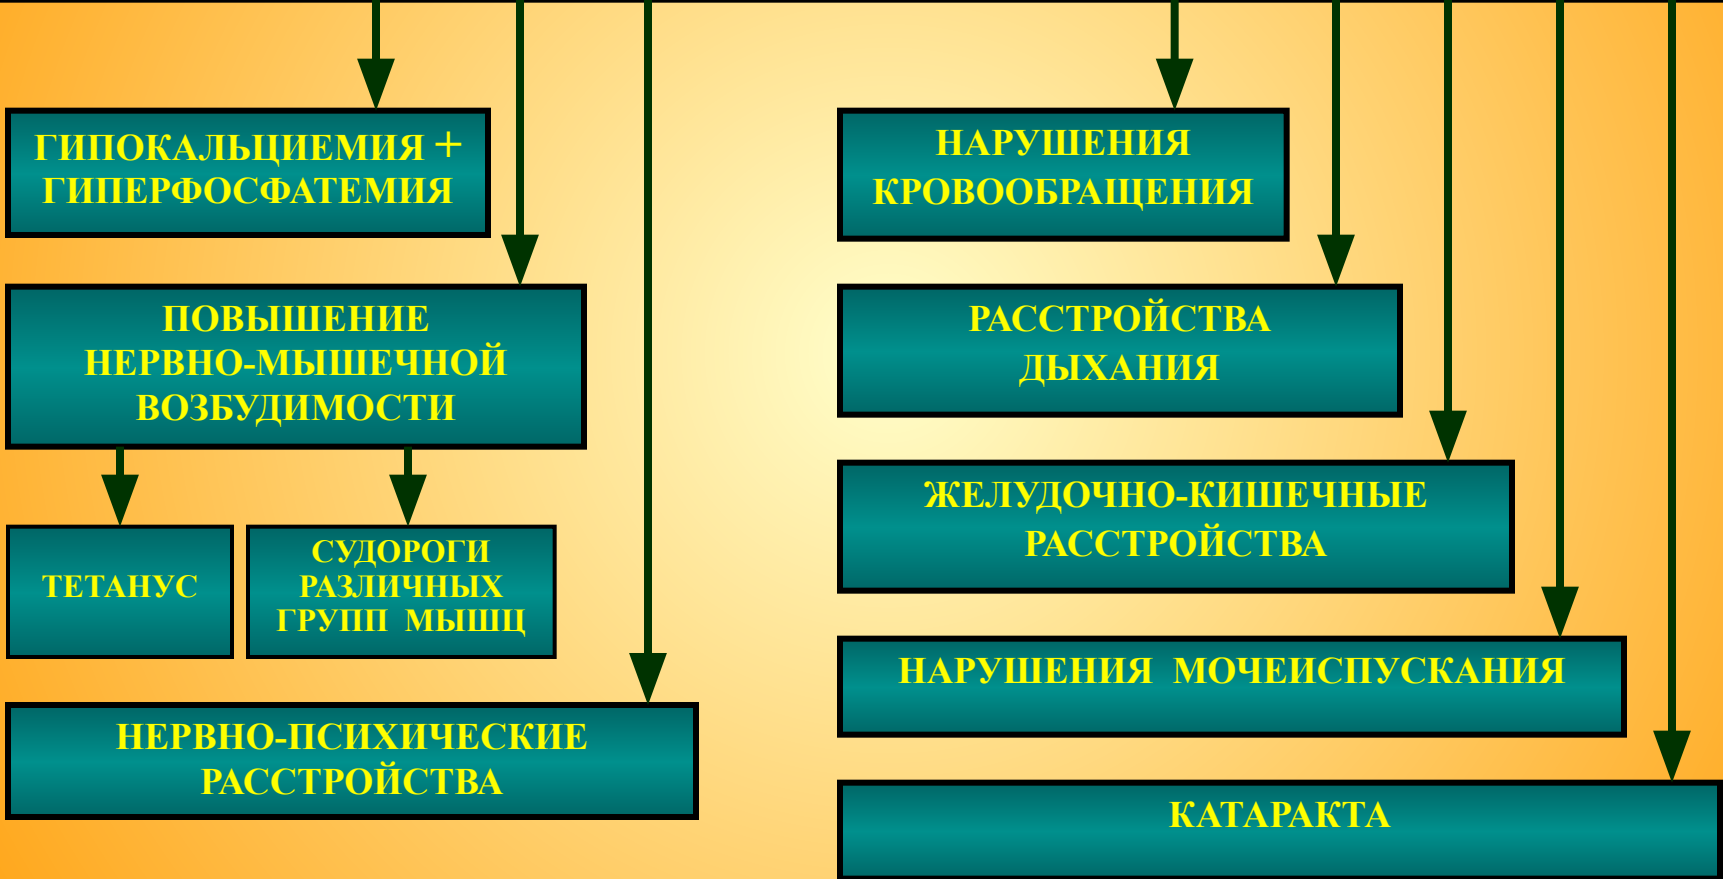 ГИПОКАЛЬЦИЕМИЯ +
ГИПЕРФОСФАТЕМИЯ
ПОВЫШЕНИЕ
НЕРВНО-МЫШЕЧНОЙ
ВОЗБУДИМОСТИ
ТЕТАНУС
СУДОРОГИ
РАЗЛИЧНЫХ
ГРУПП МЫШЦ
НЕРВНО-ПСИХИЧЕСКИЕ
РАССТРОЙСТВА
НАРУШЕНИЯ
КРОВООБРАЩЕНИЯ
РАССТРОЙСТВА
ДЫХАНИЯ
ЖЕЛУДОЧНО-КИШЕЧНЫЕ
РАССТРОЙСТВА
НАРУШЕНИЯ МОЧЕИСПУСКАНИЯ
КАТАРАКТА